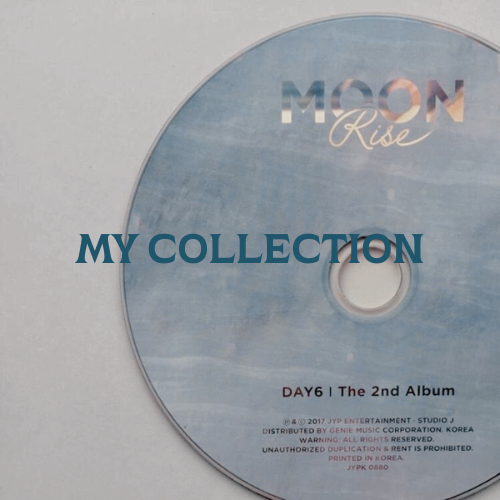 MOON
Rise
MY COLLECTION
DAY6 | The 2nd Album
℗ & © 2017 JYP ENTERTAINMENT · STUDIO J
DISTRIBUTED BY GENIE MUSIC CORPORATION, KOREA
WARNING: ALL RIGHTS RESERVED.
UNAUTHORIZED DUPLICATION & RENT IS PROHIBITED.
PRINTED IN KOREA.
JYPK 0880